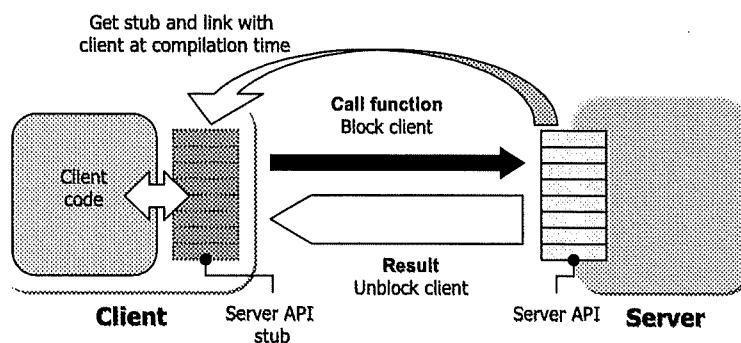 Get stub and link with
client at compilation time
Call function
Block client
Client
code
Result
Unblock client
Client
Server API
stub
Server API
Server